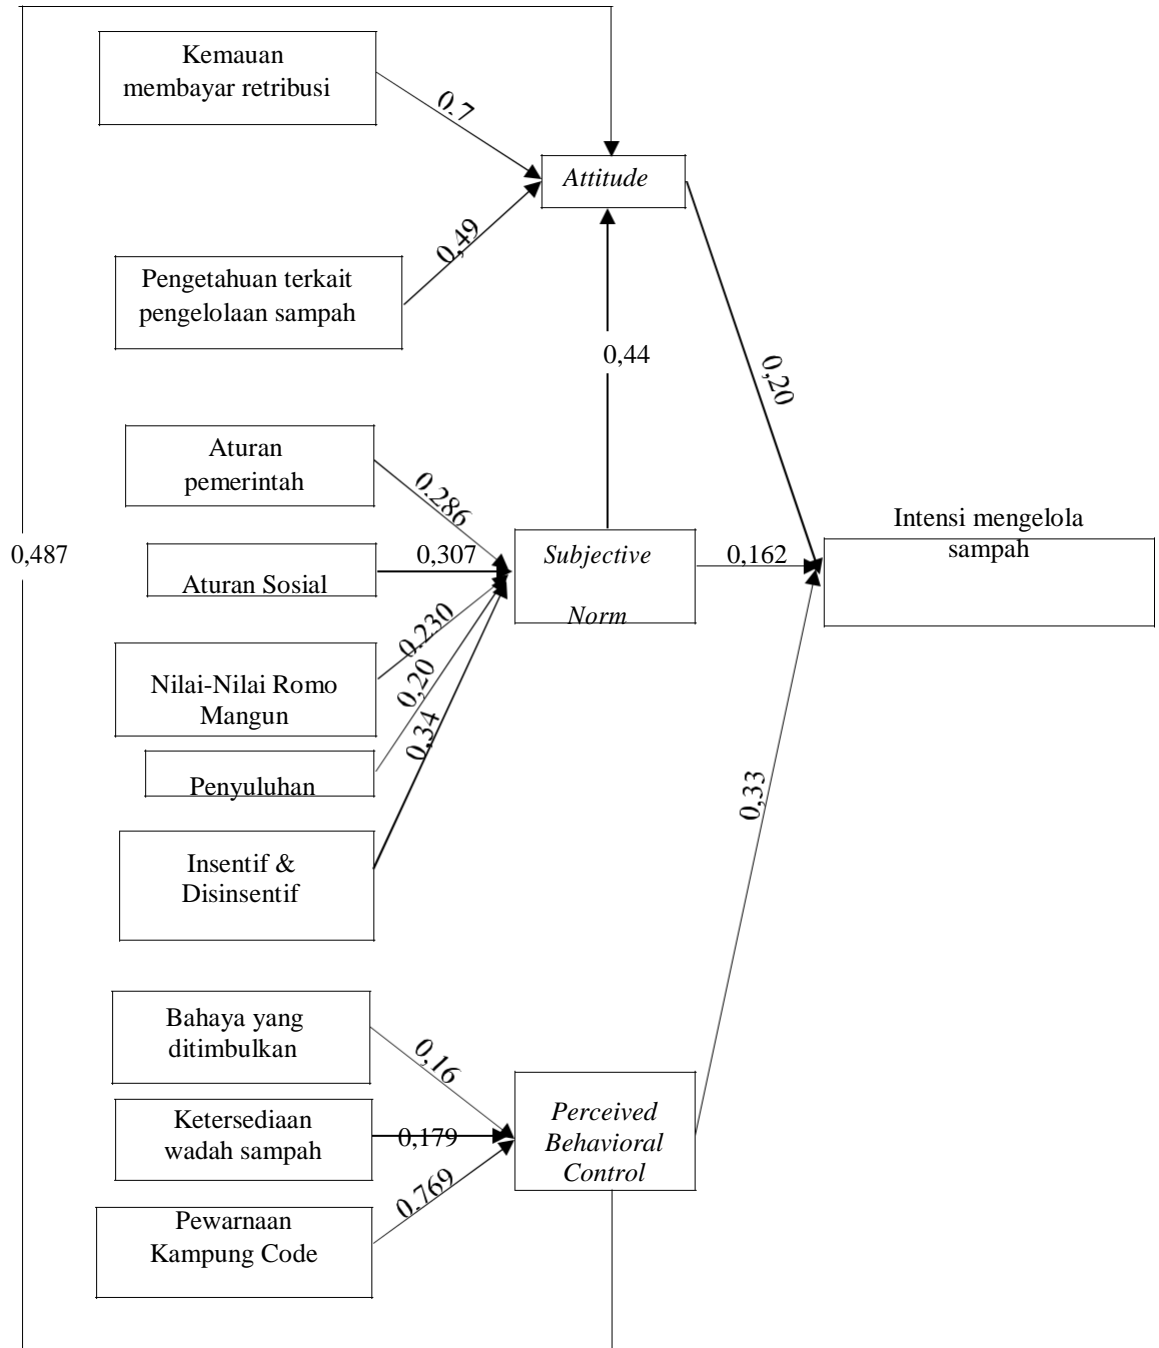 Kemauan
membayar retribusi
0.7
Attitude
0,49
Pengetahuan terkait
pengelolaan sampah
0,44
0,20
Aturan
pemerintah
0.286
Intensi mengelola
sampah
0,487
0,307
Subjective
Norm
0,162
Aturan Sosial
0.230
Nilai-Nilai Romo
Mangun
0,20
0,34
Penyuluhan
0,33
Insentif &
Disinsentif
Bahaya yang
ditimbulkan
0,16
Ketersediaan
wadah sampah
0,179
Perceived
Behavioral
Control
0.769
Pewarnaan
Kampung Code